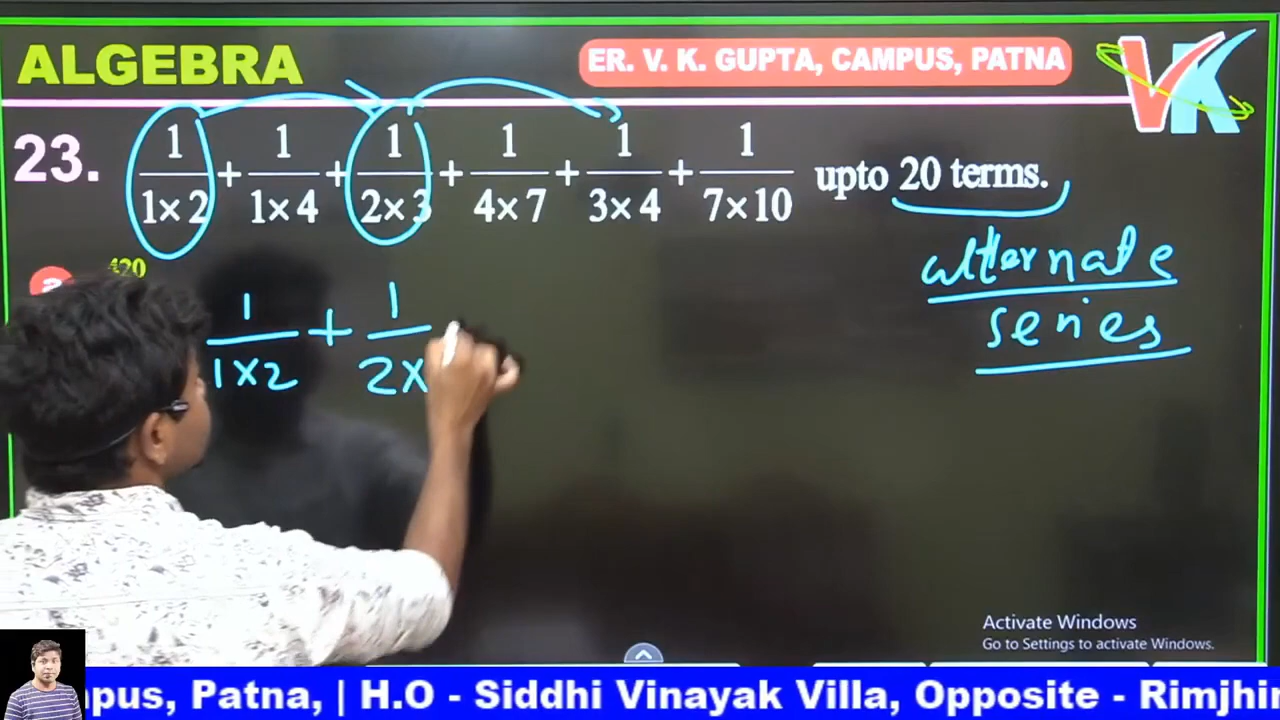 ALGEBRA
ER. V. K. GUPTA, CAMPUS, PATNA
VK
23. 1/1×2 + 1/1×4 + 1/2×3 + 1/4×7 + 1/3×4 + 1/7×10 upto 20 terms.
alternate
series
420
1/1×2 + 1/2×
Activate Windows
Go to Settings to activate Windows.
mpus, Patna, | H.O - Siddhi Vinayak Villa, Opposite - Rimjhim